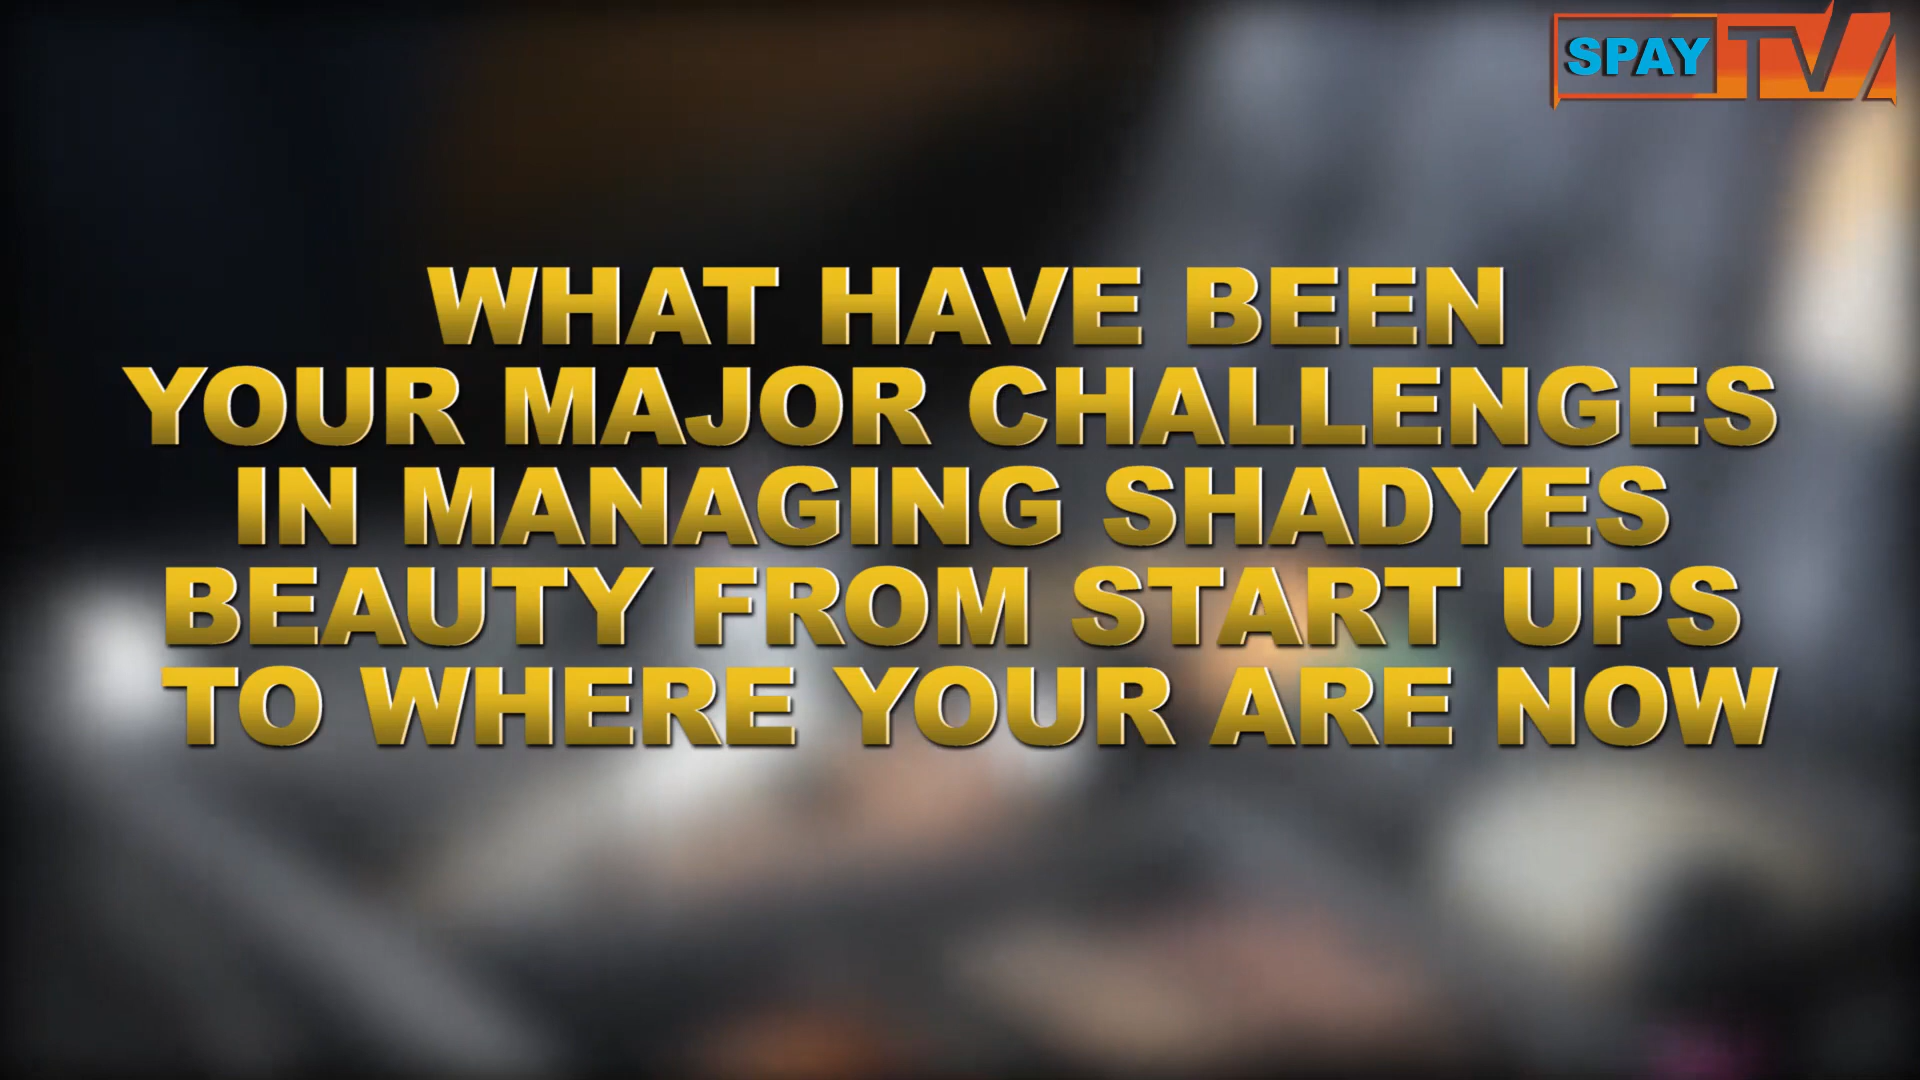 SPAY TV
WHAT HAVE BEEN
YOUR MAJOR CHALLENGES
IN MANAGING SHADYES
BEAUTY FROM START UPS
TO WHERE YOUR ARE NOW